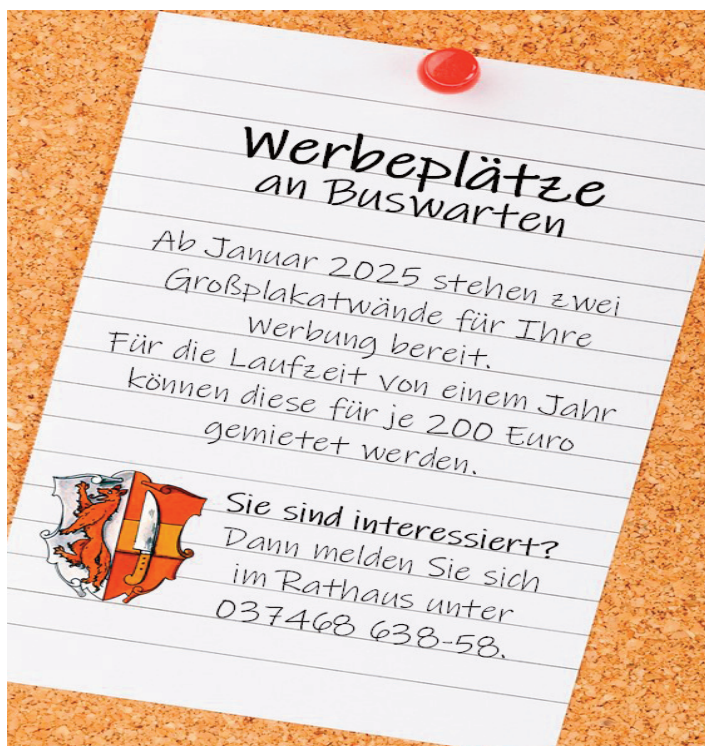 Werbeplätze
an Buswarten
Ab Januar 2025 stehen zwei
Großplakatwände für Ihre
Werbung bereit.
Für die Laufzeit von einem Jahr
können diese für je 200 Euro
gemietet werden.
Sie sind interessiert?
Dann melden Sie sich
im Rathaus unter
037468 638-58.